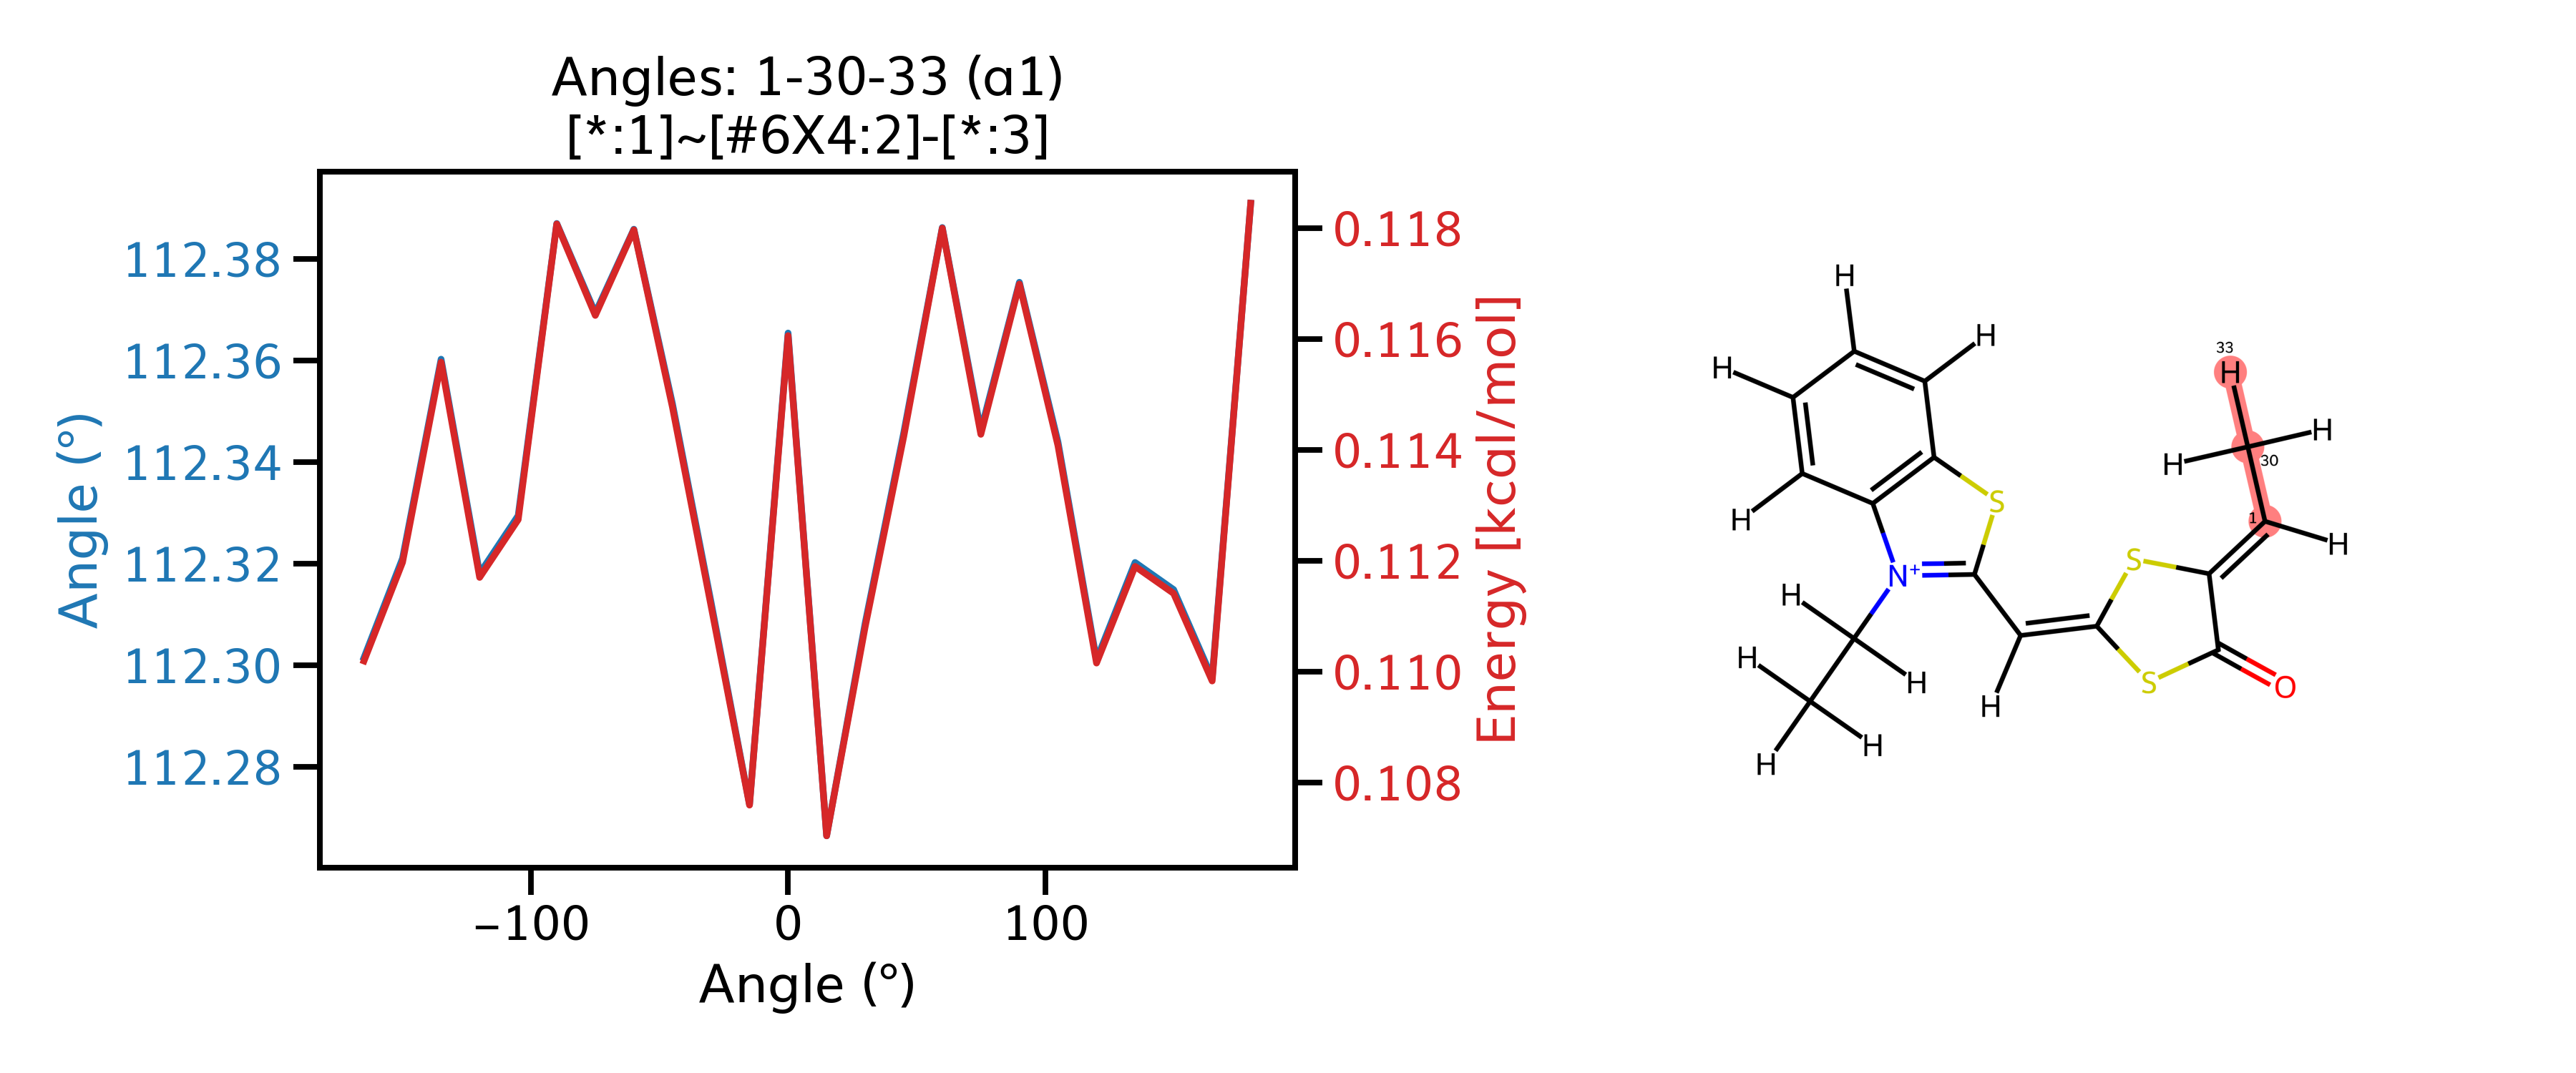 Angles: 1-30-33 (a1)
[*:1]~[#6X4:2]-[*:3]
112.38
112.36
112.34
112.32
112.30
112.28
Angle (°)
0.118
0.116
0.114
0.112
0.110
0.108
Energy [kcal/mol]
−100 0 100
Angle (°)
H
H
H
33
H
H
H
30
H
S
1
H
H
S
N+
H
H
H
S
O
H
H
H